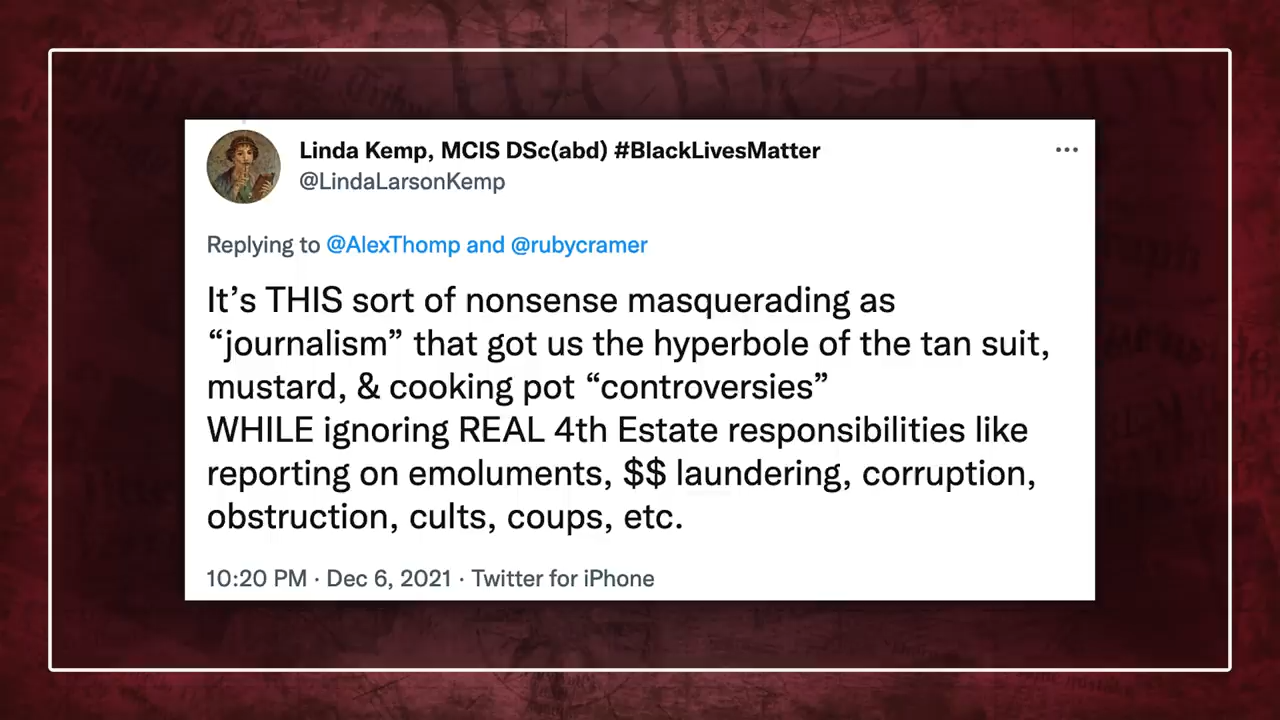 Linda Kemp, MCIS DSc(abd) #BlackLivesMatter
@LindaLarsonKemp
Replying to @AlexThomp and @rubycramer
It’s THIS sort of nonsense masquerading as
“journalism” that got us the hyperbole of the tan suit,
mustard, & cooking pot “controversies”
WHILE ignoring REAL 4th Estate responsibilities like
reporting on emoluments, $$ laundering, corruption,
obstruction, cults, coups, etc.
10:20 PM · Dec 6, 2021 · Twitter for iPhone